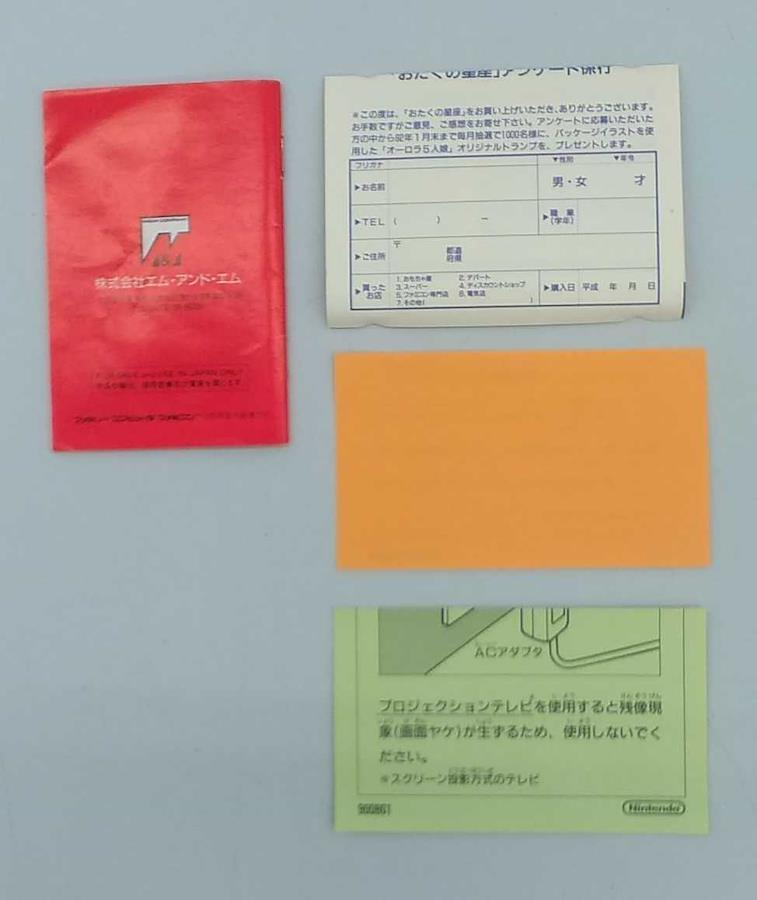 株式会社エム・アンド・エム
FOR SALE and USE IN JAPAN ONLY
「おたくの星座」アンケート係行
※この度は、「おたくの星座」をお買い上げいただき、ありがとうございます。
お手数ですがご意見、ご感想をお寄せ下さい。アンケートに応募いただいた
方の中から92年1月末まで毎月抽選で1000名様に、パッケージイラストを使
用した「オーロラ5人娘」オリジナルトランプを、プレゼントします。
フリガナ ▼性別 ▼年令
▶お名前 男・女 才
▶TEL ( ) － ▶職業(学年)
▶ご住所 〒 都道府県
▶買ったお店 1.おもちゃ屋 2.デパート
3.スーパー 4.ディスカウントショップ
5.ファミコン専門店 6.電気店
7.その他( )
▶購入日 平成 年 月 日
ACアダプタ
プロジェクションテレビを使用すると残像現
象(画面ヤケ)が生ずるため、使用しないでく
ださい。
※スクリーン投影方式のテレビ
Nintendo